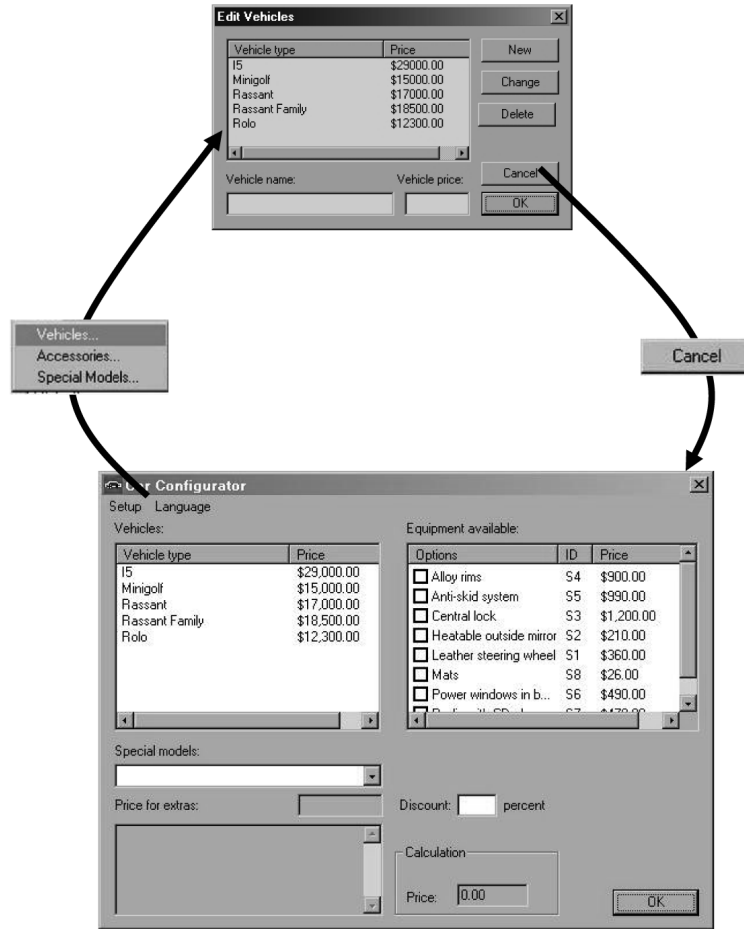 Edit Vehicles
Vehicle type Price
I5 $29000.00
Minigolf $15000.00
Rassant $17000.00
Rassant Family $18500.00
Rolo $12300.00
New
Change
Delete
Cancel
OK
Vehicle name: Vehicle price:
Vehicles...
Accessories...
Special Models...
Cancel
Configurator
Setup Language
Vehicles:
Vehicle type Price
I5 $29,000.00
Minigolf $15,000.00
Rassant $17,000.00
Rassant Family $18,500.00
Rolo $12,300.00
Equipment available:
Options ID Price
Alloy rims S4 $900.00
Anti-skid system S5 $990.00
Central lock S3 $1,200.00
Heatable outside mirror S2 $210.00
Leather steering wheel S1 $360.00
Mats S8 $26.00
Power windows in b... S6 $490.00
Special models:
Price for extras:
Discount: percent
Calculation
Price: 0.00
OK